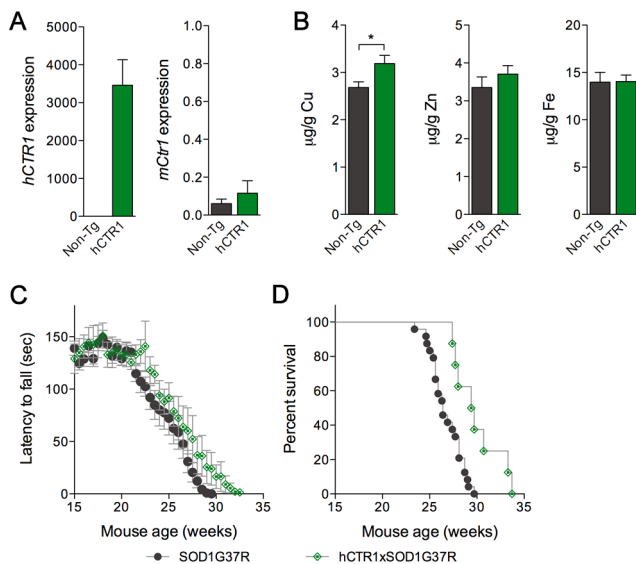 A
hCTR1 expression
5000
4000
3000
2000
1000
0
Non-Tg
hCTR1
mCtr1 expression
1.0
0.8
0.6
0.4
0.2
0.0
Non-Tg
hCTR1
B
µg/g Cu
4
3
2
1
0
*
Non-Tg
hCTR1
µg/g Zn
5
4
3
2
1
0
Non-Tg
hCTR1
µg/g Fe
20
15
10
5
0
Non-Tg
hCTR1
C
Latency to fall (sec)
150
100
50
0
15 20 25 30 35
Mouse age (weeks)
D
Percent survival
100
80
60
40
20
0
15 20 25 30 35
Mouse age (weeks)
SOD1G37R
hCTR1xSOD1G37R